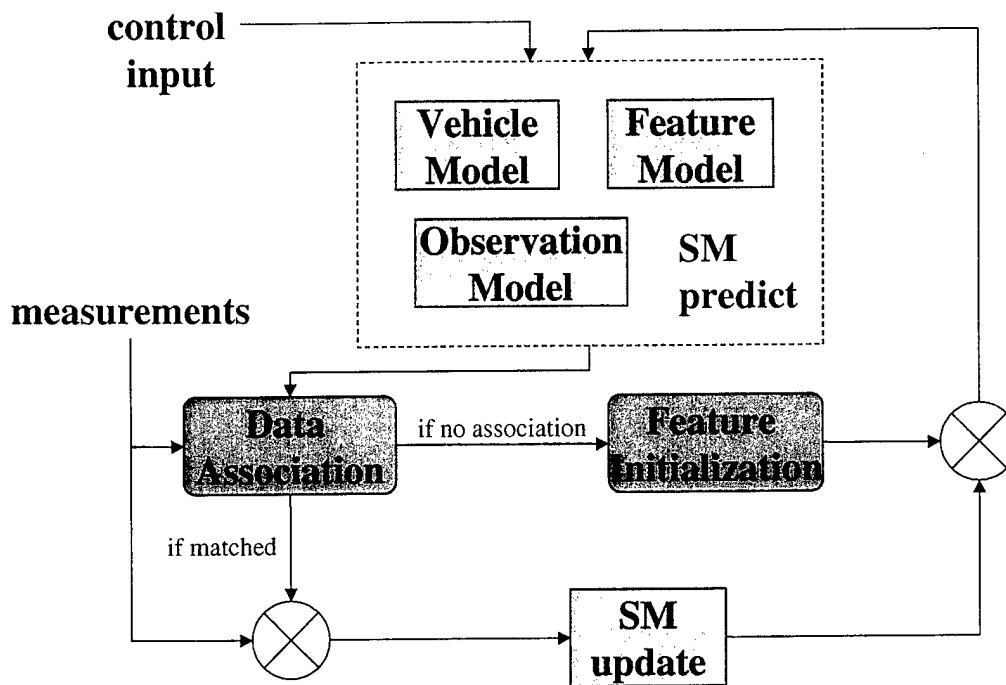 control
input
Vehicle
Model
Feature
Model
Observation
Model
SM
predict
measurements
Data
Association
if no association
Feature
Initialization
if matched
SM
update